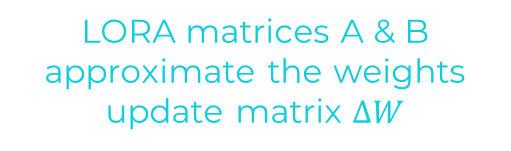 LORA matrices A & B
approximate the weights
update matrix ΔW